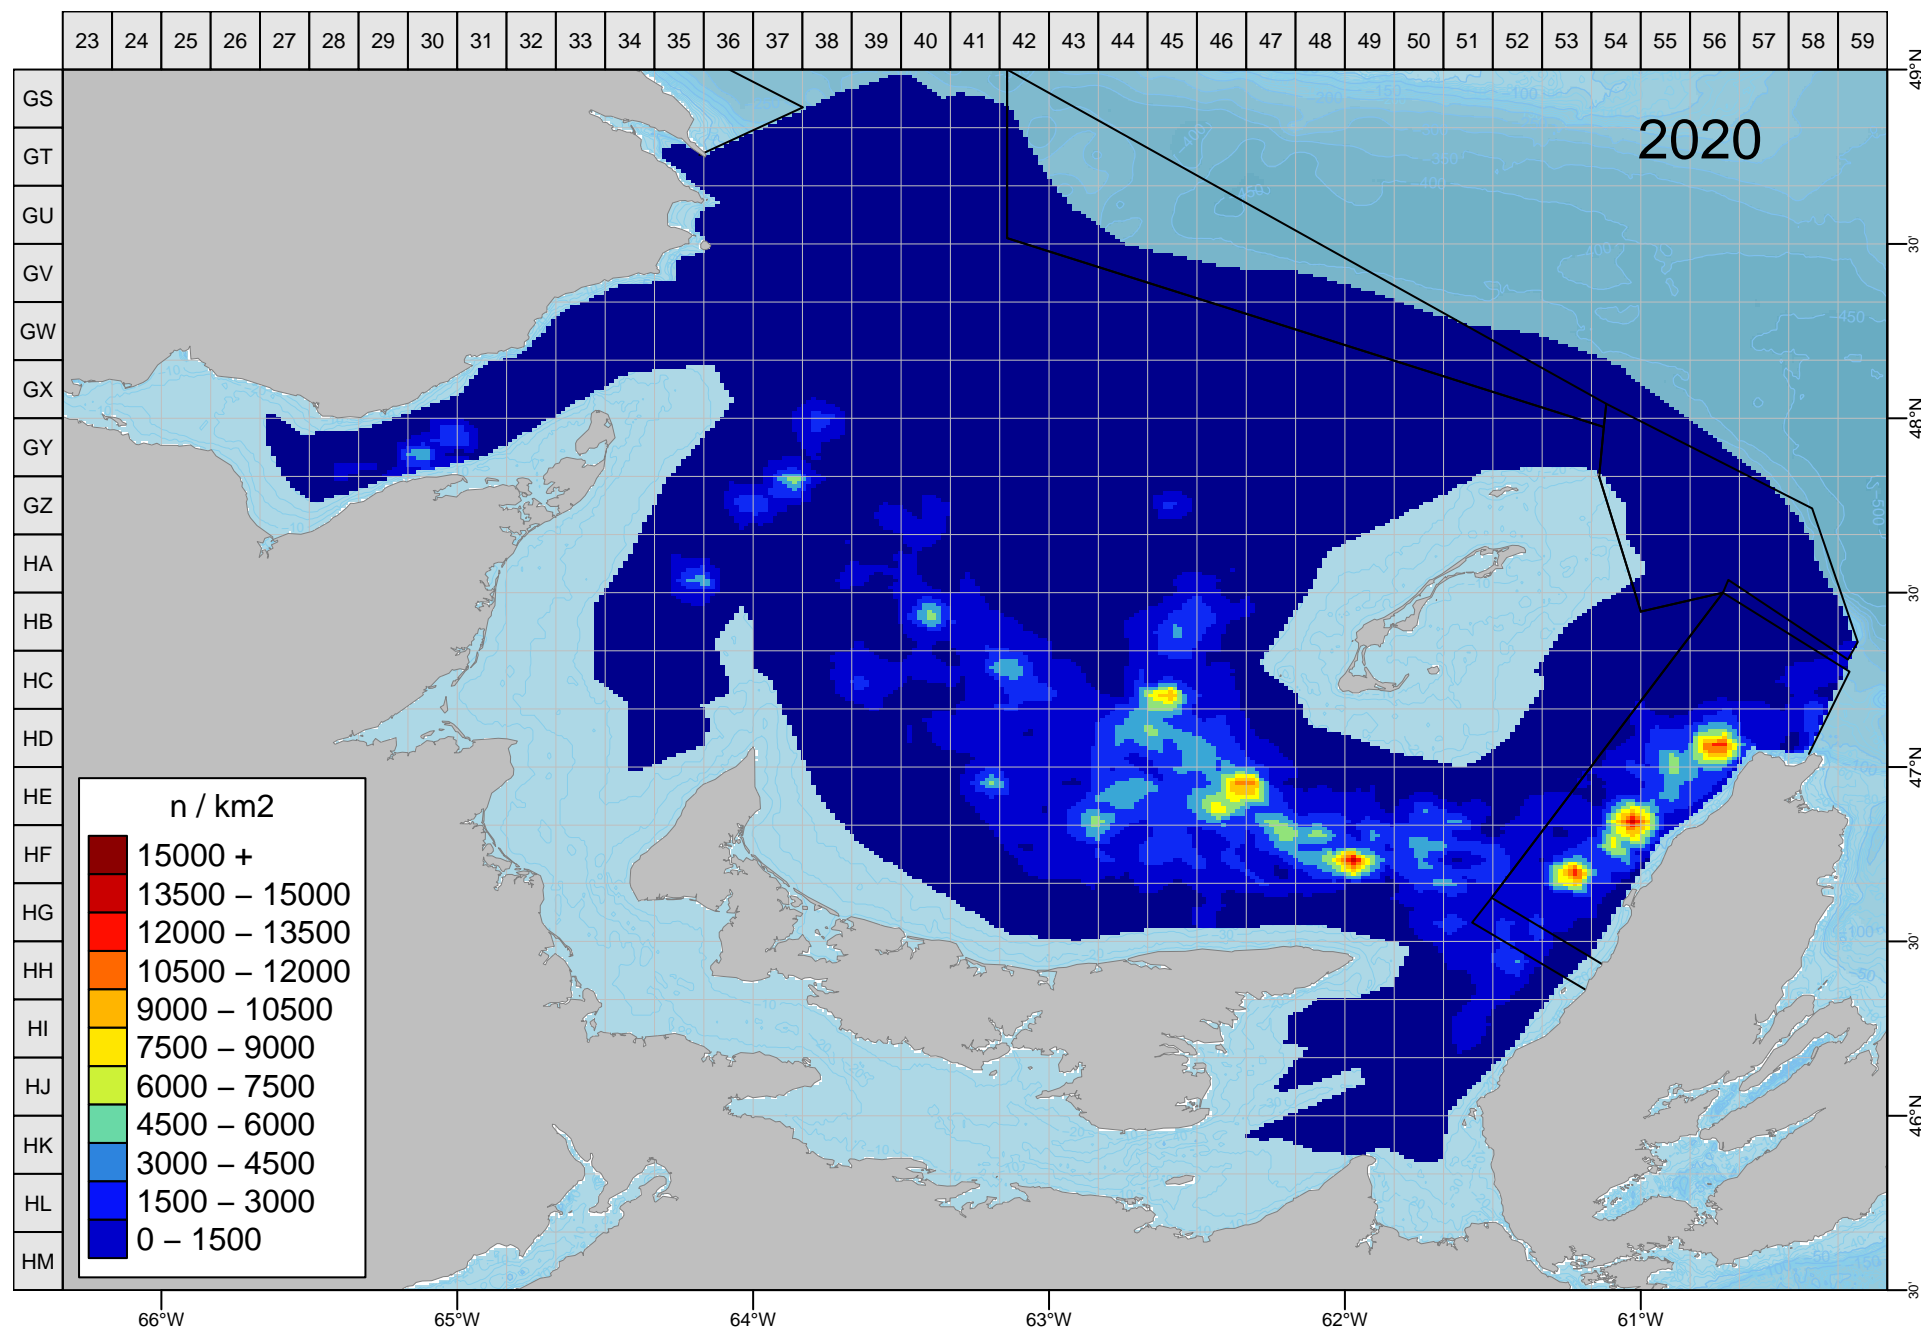 23 24 25 26 27 28 29 30 31 32 33 34 35 36 37 38 39 40 41 42 43 44 45 46 47 48 49 50 51 52 53 54 55 56 57 58 59
49°N
GS
2020
GT
GU
30'
GV
GW
GX
48°N
GY
GZ
HA
30'
HB
HC
HD
47°N
HE
HF
HG
30'
HH
HI
HJ
46°N
HK
HL
HM
30'
n / km2
15000 +
13500 – 15000
12000 – 13500
10500 – 12000
9000 – 10500
7500 – 9000
6000 – 7500
4500 – 6000
3000 – 4500
1500 – 3000
0 – 1500
66°W 65°W 64°W 63°W 62°W 61°W